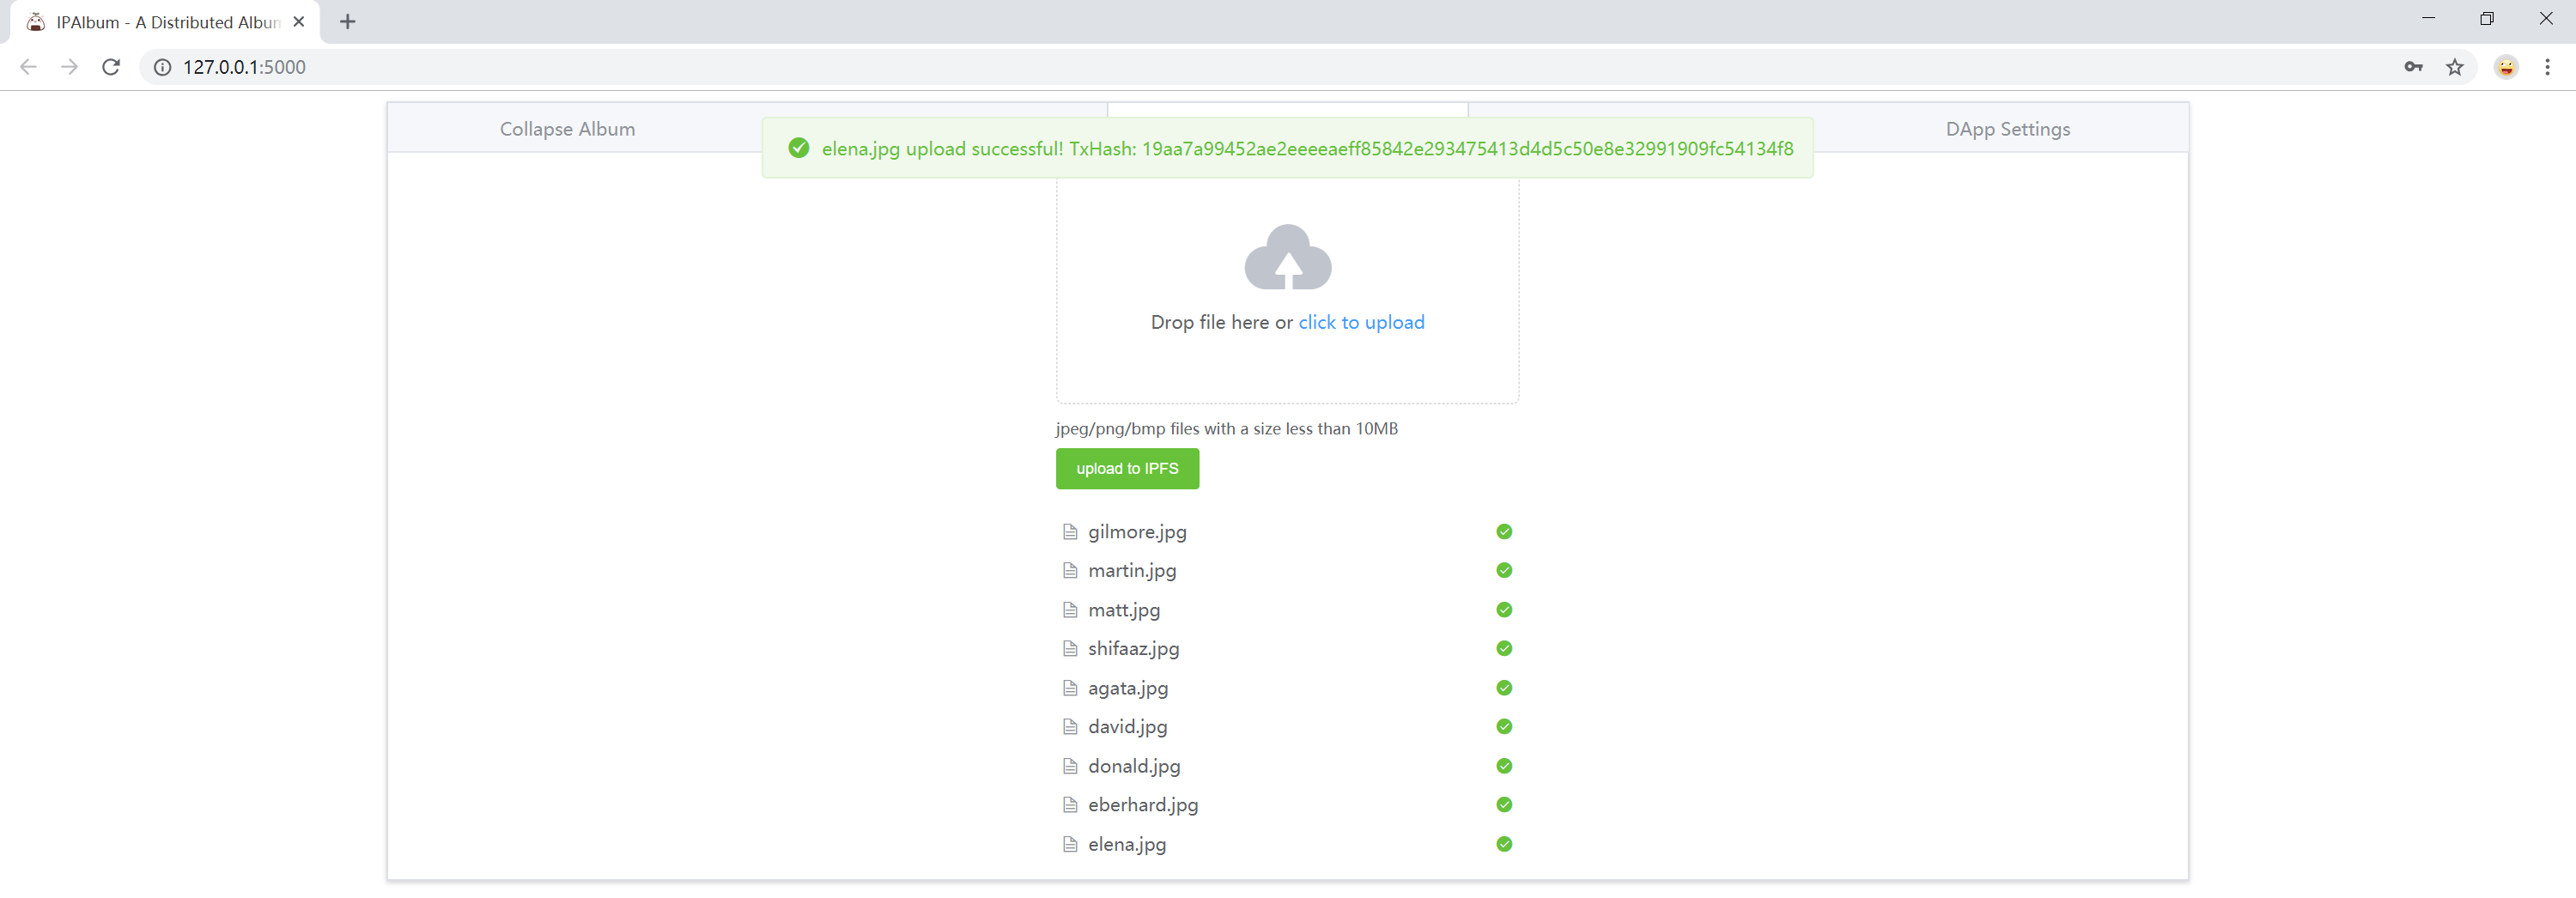 IPAlbum - A Distributed Album
127.0.0.1:5000
Collapse Album
DApp Settings
elena.jpg upload successful! TxHash: 19aa7a99452ae2eeeeaeff85842e293475413d4d5c50e8e32991909fc54134f8
Drop file here or click to upload
jpeg/png/bmp files with a size less than 10MB
upload to IPFS
gilmore.jpg
martin.jpg
matt.jpg
shifaaz.jpg
agata.jpg
david.jpg
donald.jpg
eberhard.jpg
elena.jpg